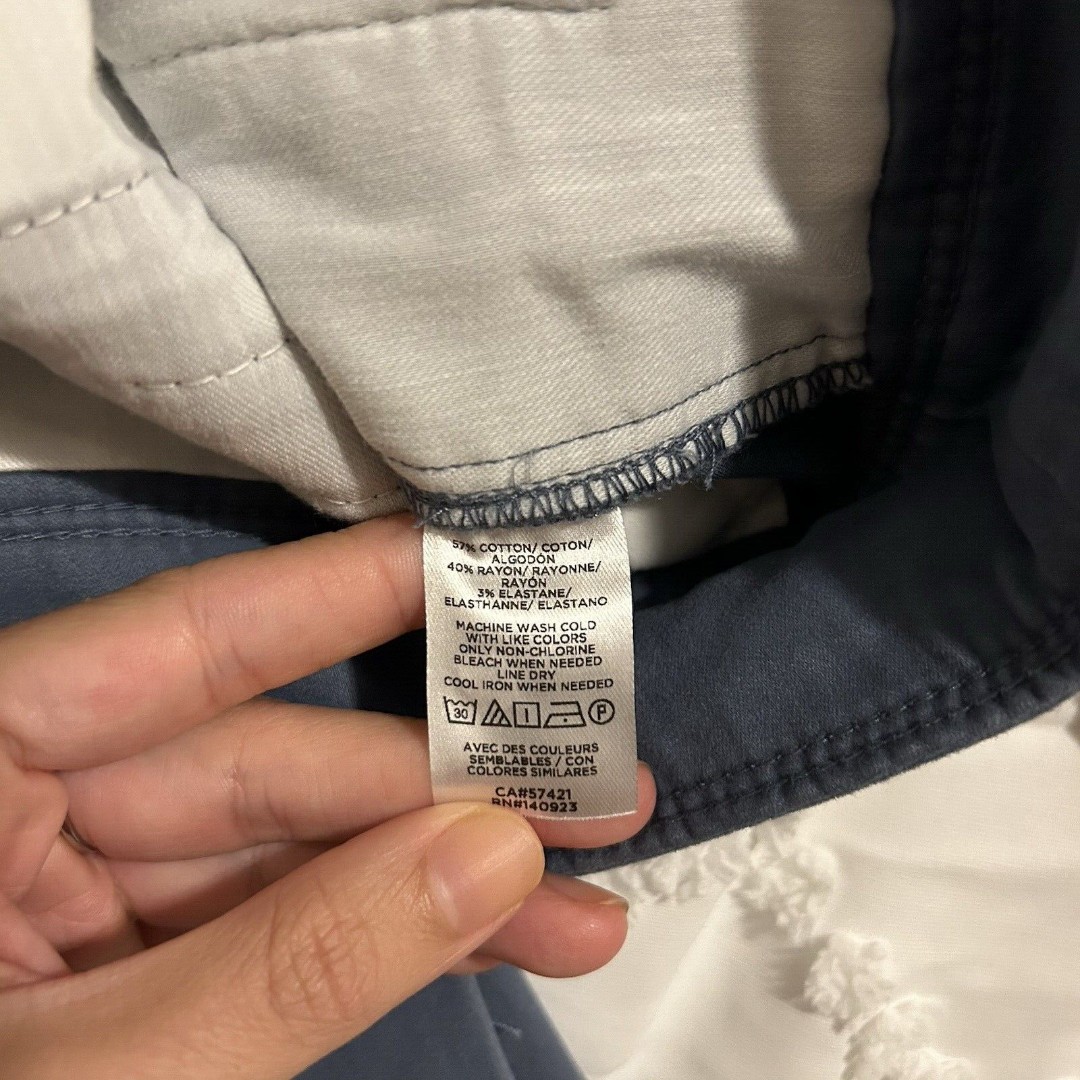 57% COTTON/ COTON/
ALGODÓN
40% RAYON/ RAYONNE/
RAYÓN
3% ELASTANE/
ELASTHANNE/ ELASTANO
MACHINE WASH COLD
WITH LIKE COLORS
ONLY NON-CHLORINE
BLEACH WHEN NEEDED
LINE DRY
COOL IRON WHEN NEEDED
30 P
AVEC DES COULEURS
SEMBLABLES / CON
COLORES SIMILARES
CA#57421
RN#140923